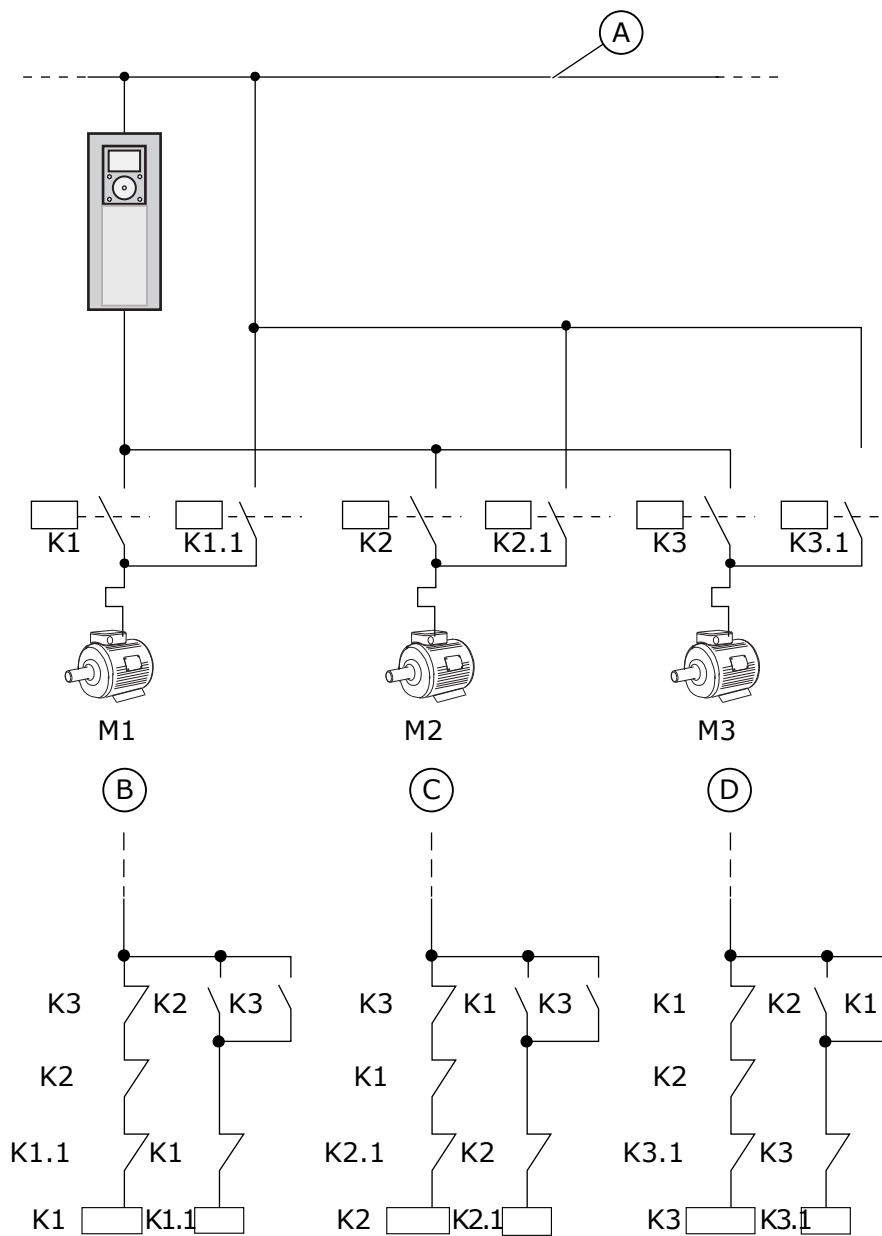 A
K1 K1.1 K2 K2.1 K3 K3.1
M1 M2 M3
B C D
K3 K2 K3 K3 K1 K3 K1 K2 K1
K2 K1 K2
K1.1 K1 K2.1 K2 K3.1 K3
K1 K1.1 K2 K2.1 K3 K3.1